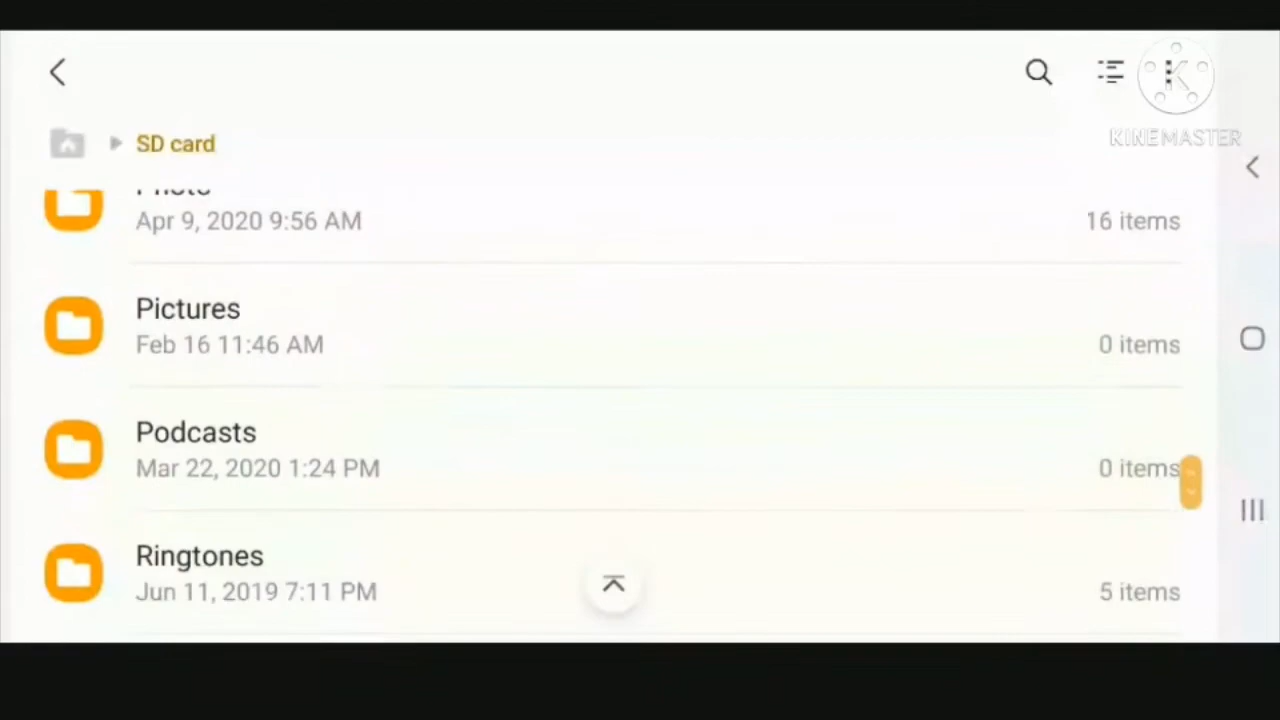 KINEMASTER
SD card
Photo
Apr 9, 2020 9:56 AM
16 items
Pictures
Feb 16 11:46 AM
0 items
Podcasts
Mar 22, 2020 1:24 PM
0 items
Ringtones
Jun 11, 2019 7:11 PM
5 items